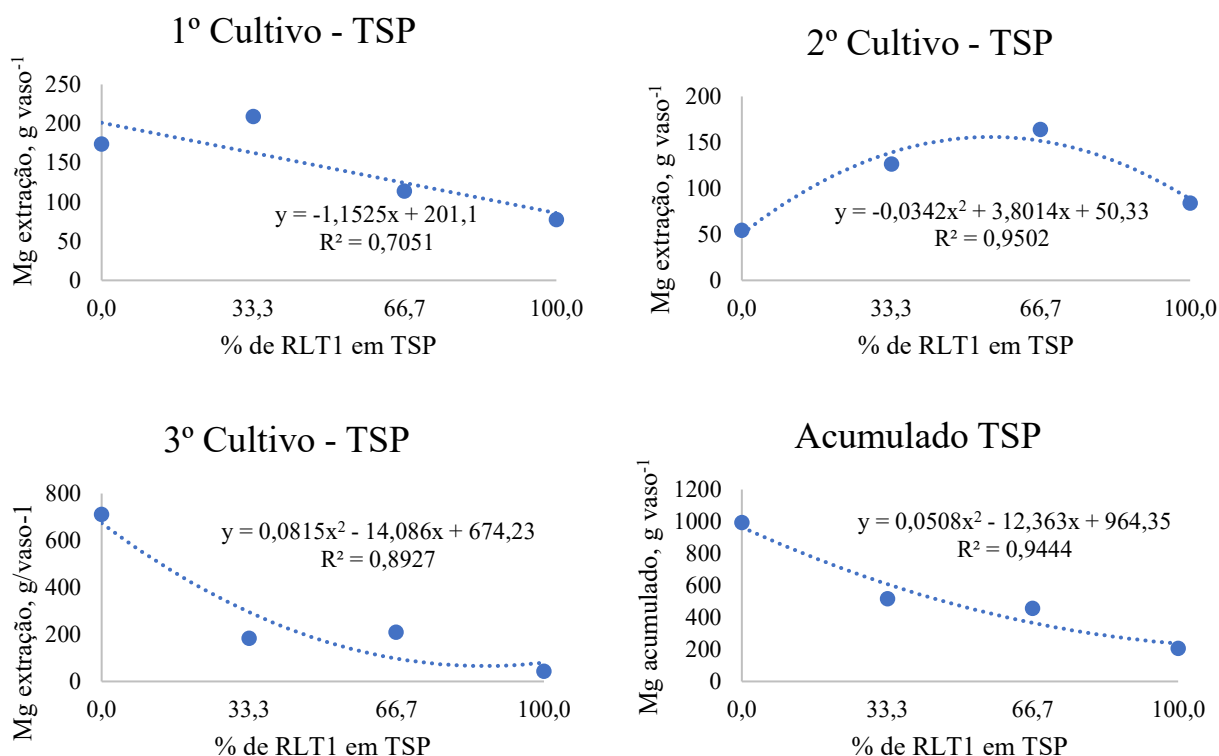 1º Cultivo - TSP
Mg extração, g vaso⁻¹
250
200
150
100
50
0
y = -1,1525x + 201,1
R² = 0,7051
0,0 33,3 66,7 100,0
% de RLT1 em TSP
2º Cultivo - TSP
Mg extração, g vaso⁻¹
200
150
100
50
0
y = -0,0342x² + 3,8014x + 50,33
R² = 0,9502
0,0 33,3 66,7 100,0
% de RLT1 em TSP
3º Cultivo - TSP
Mg extração, g/vaso-1
800
600
400
200
0
y = 0,0815x² - 14,086x + 674,23
R² = 0,8927
0,0 33,3 66,7 100,0
% de RLT1 em TSP
Acumulado TSP
Mg acumulado, g vaso⁻¹
1200
1000
800
600
400
200
0
y = 0,0508x² - 12,363x + 964,35
R² = 0,9444
0,0 33,3 66,7 100,0
% de RLT1 em TSP